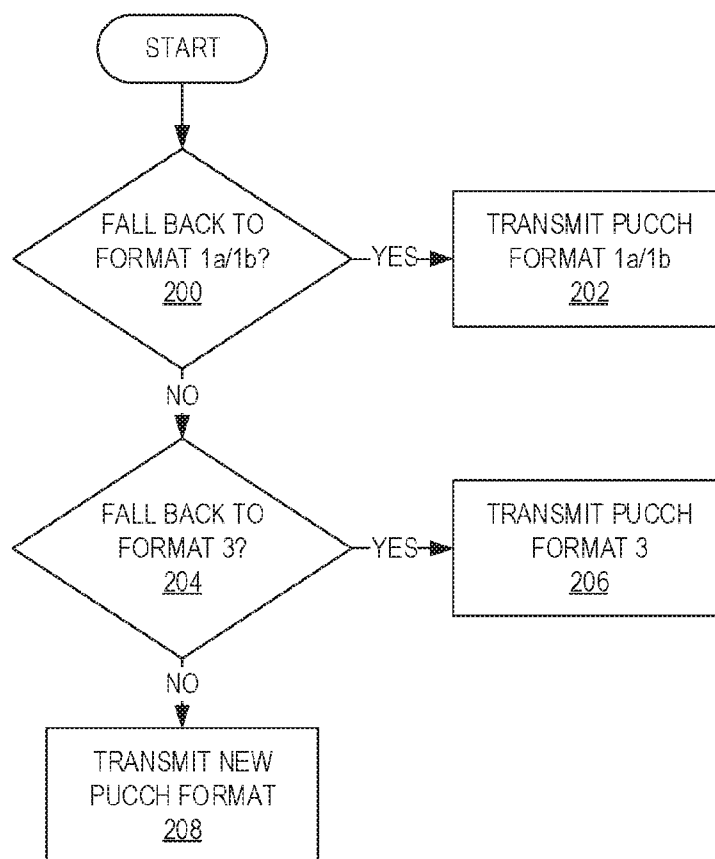 START
FALL BACK TO
FORMAT 1a/1b?
200
YES
TRANSMIT PUCCH
FORMAT 1a/1b
202
NO
FALL BACK TO
FORMAT 3?
204
YES
TRANSMIT PUCCH
FORMAT 3
206
NO
TRANSMIT NEW
PUCCH FORMAT
208